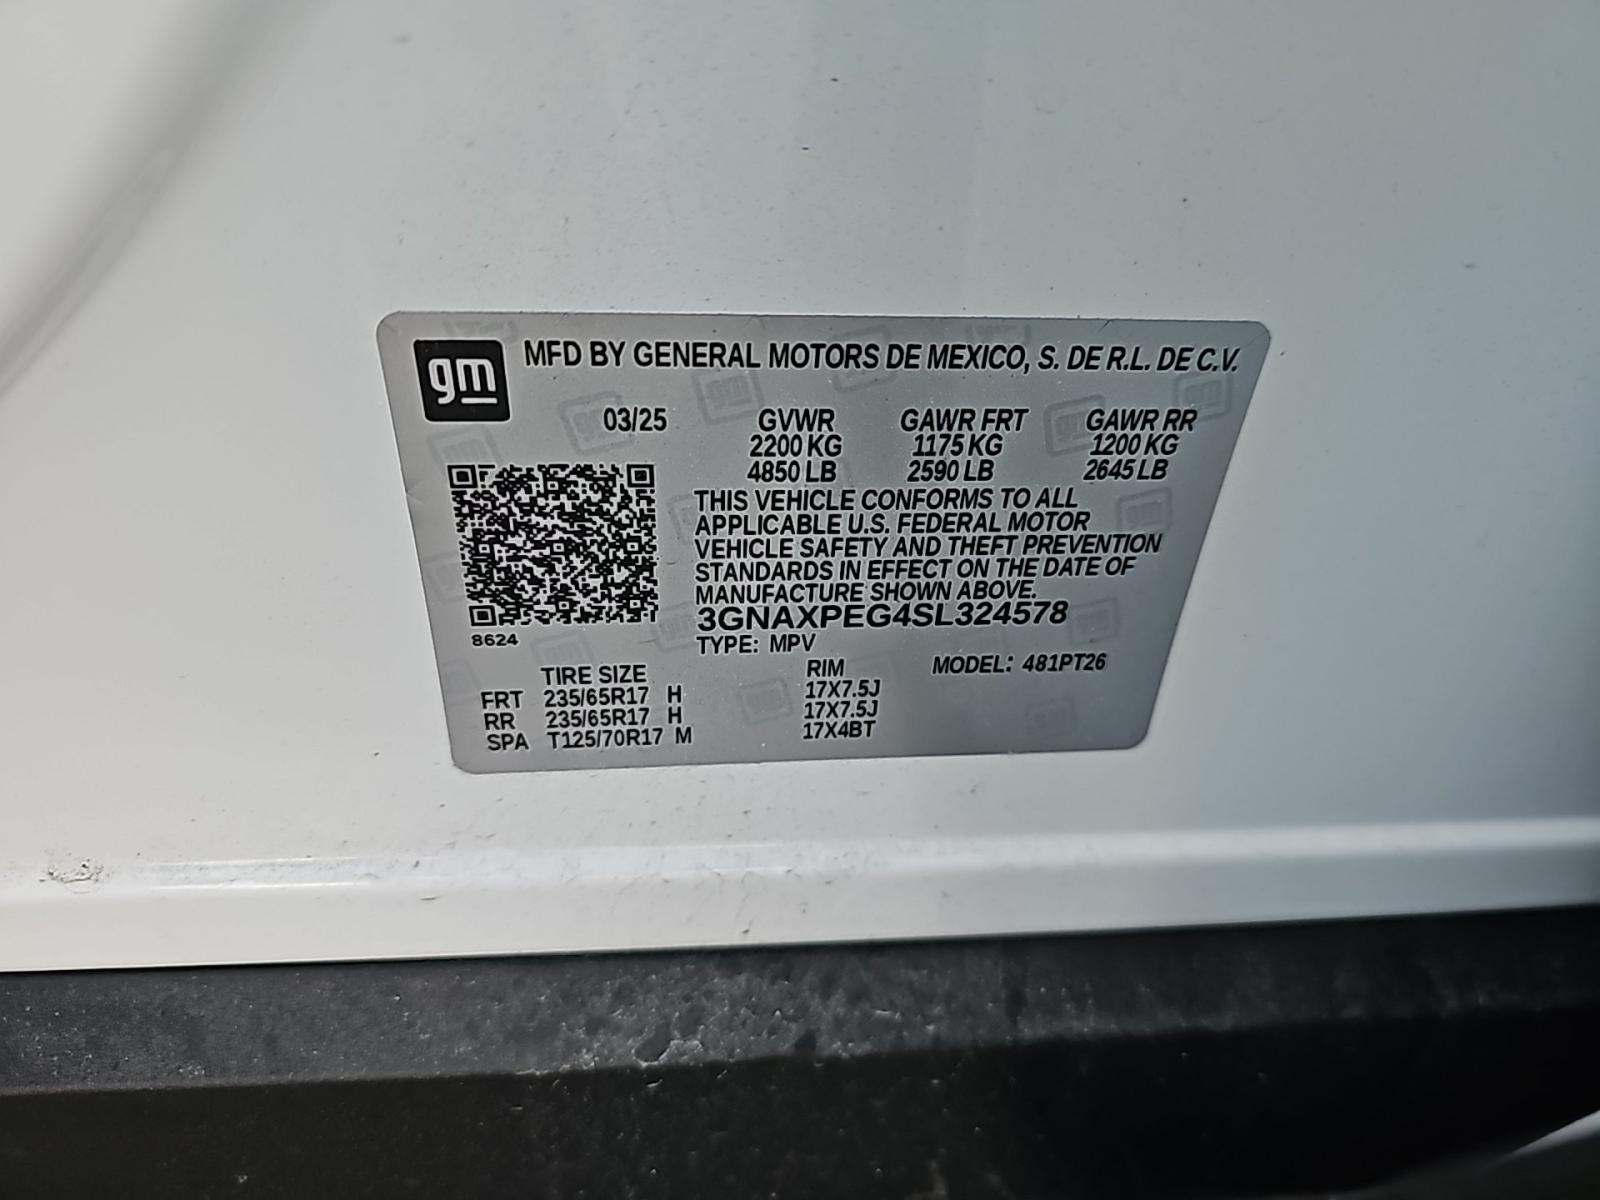 gm MFD BY GENERAL MOTORS DE MEXICO, S. DE R.L. DE C.V.
03/25 GVWR GAWR FRT GAWR RR
2200 KG 1175 KG 1200 KG
4850 LB 2590 LB 2645 LB
THIS VEHICLE CONFORMS TO ALL
APPLICABLE U.S. FEDERAL MOTOR
VEHICLE SAFETY AND THEFT PREVENTION
STANDARDS IN EFFECT ON THE DATE OF
MANUFACTURE SHOWN ABOVE.
3GNAXPEG4SL324578
8624 TYPE: MPV
TIRE SIZE RIM MODEL: 481PT26
FRT 235/65R17 H 17X7.5J
RR 235/65R17 H 17X7.5J
SPA T125/70R17 M 17X4BT